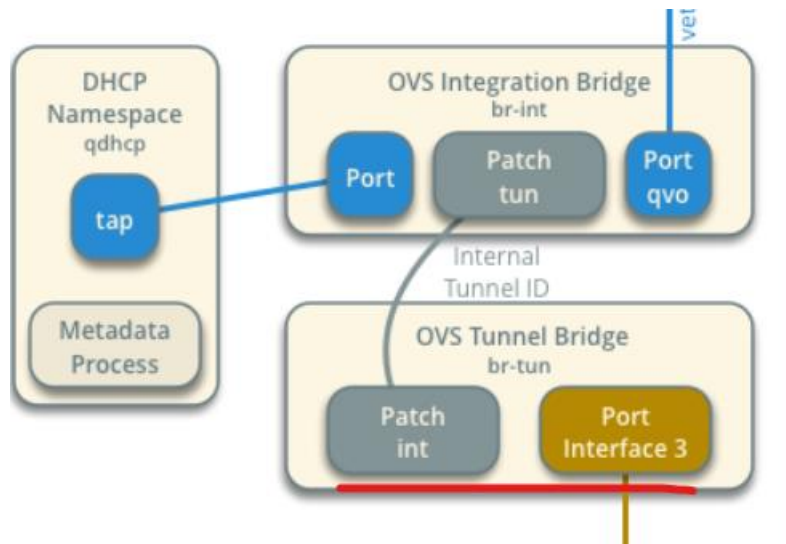 DHCP
Namespace
qdhcp
tap
Metadata
Process
OVS Integration Bridge
br-int
Port
Patch
tun
Port
qvo
Internal
Tunnel ID
OVS Tunnel Bridge
br-tun
Patch
int
Port
Interface 3